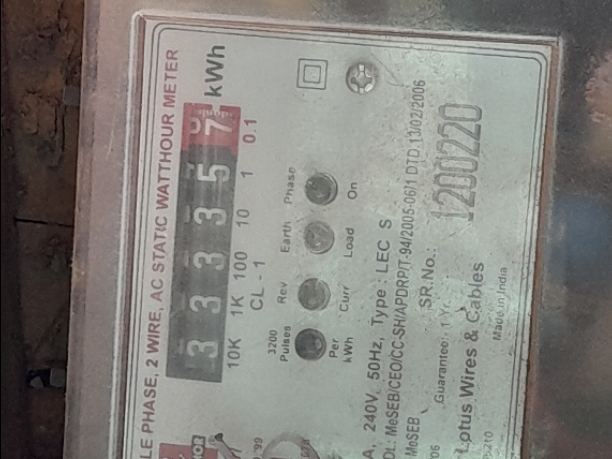 LE PHASE, 2 WIRE, AC STATIC WATTHOUR METER
3 3 3 3 5 7 kWh
10K 1K 100 10 1 0.1
CL - 1
3200 Pulses Rev Earth Phase
Per kWh Curr Load On
A, 240V, 50Hz, Type : LEC S
Dt.: MeSEB/CEO/CC-SH/APDRP/T-94/2005-06/1 DTD.13/02/2006
MeSEB SR.No.: 1200220
06 Guarantee: 1 Yr.
Lotus Wires & Cables
Made in India